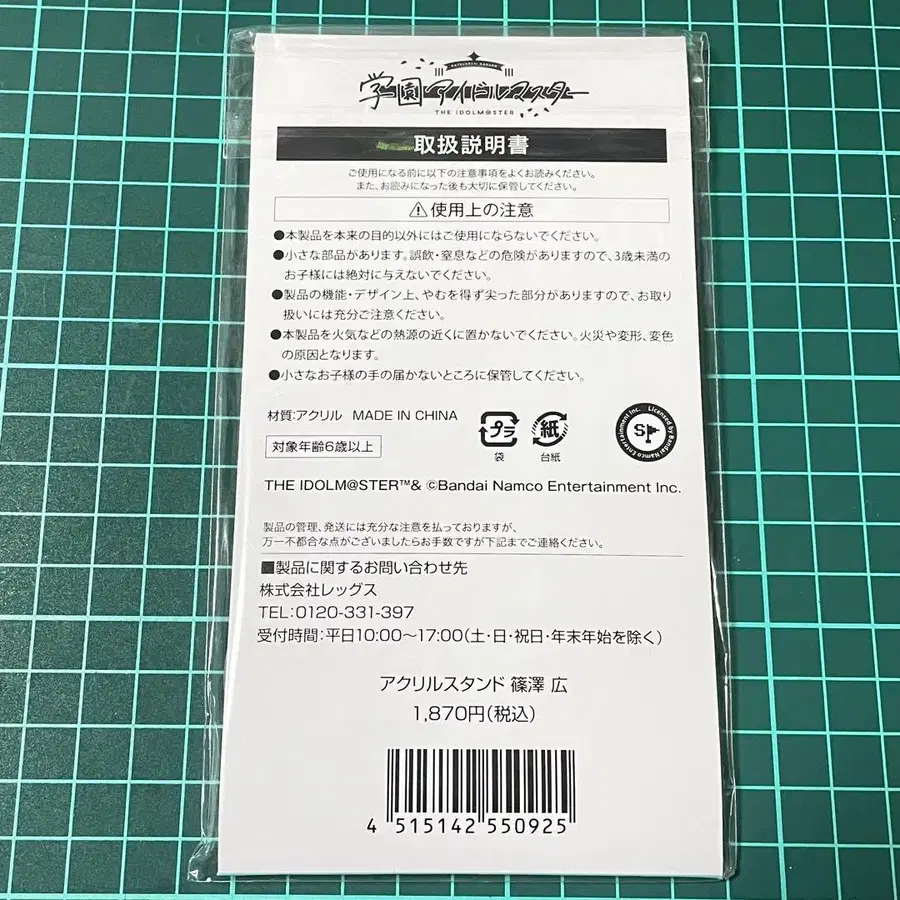 学園アイドルマスター
THE IDOLM@STER
取扱説明書
ご使用になる前に以下の注意事項をよくお読みください。
また、お読みになった後も大切に保管してください。
⚠使用上の注意
●本製品を本来の目的以外にはご使用にならないでください。
●小さな部品があります。誤飲・窒息などの危険がありますので、3歳未満の
お子様には絶対に与えないでください。
●製品の機能・デザイン上、やむを得ず尖った部分がありますので、お取り
扱いには充分ご注意ください。
●本製品を火気などの熱源の近くに置かないでください。火災や変形、変色
の原因となります。
●小さなお子様の手の届かないところに保管してください。
材質:アクリル MADE IN CHINA
対象年齢6歳以上
プラ
袋
紙
台紙
Licensed by Bandai Namco Entertainment Inc.
SP
THE IDOLM@STER™& ©Bandai Namco Entertainment Inc.
製品の管理、発送には充分な注意を払っておりますが、
万一不都合な点がございましたらお手数ですが下記までご連絡ください。
■製品に関するお問い合わせ先
株式会社レッグス
TEL:0120-331-397
受付時間:平日10:00〜17:00(土・日・祝日・年末年始を除く)
アクリルスタンド 篠澤 広
1,870円(税込)
4 515142 550925